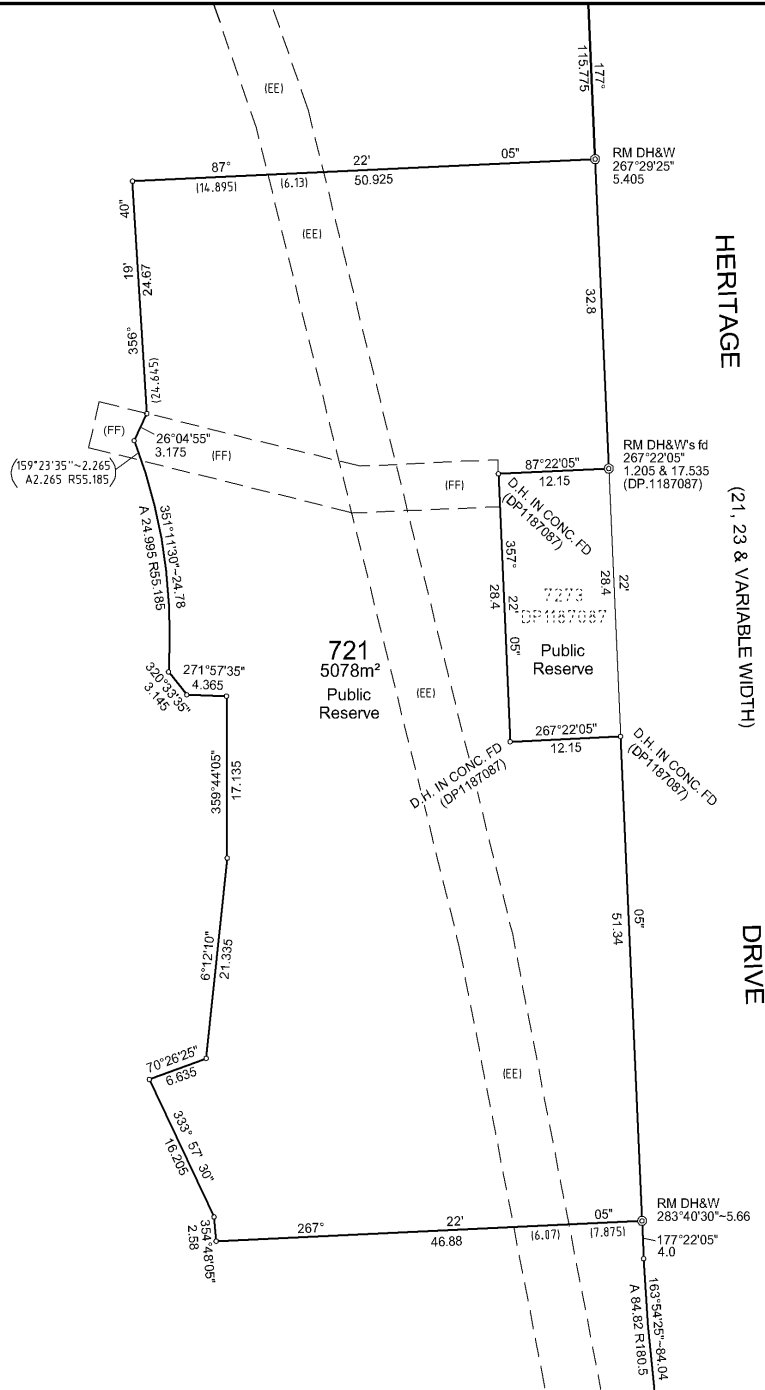 (EE)
177°
115.775
RM DH&W
267°29'25"
5.405
87°
22'
05"
(14.895)
(6.13)
50.925
40"
19'
356°
24.67
(24.645)
(EE)
32.8
HERITAGE
(21, 23 & VARIABLE WIDTH)
DRIVE
(FF)
26°04'55"
3.175
(FF)
(159°23'35"~2.265
A2.265 R55.185)
(FF)
87°22'05"
12.15
RM DH&W's fd
267°22'05"
1.205 & 17.535
(DP.1187087)
D.H. IN CONC. FD
(DP1187087)
351°11'30"~24.78
A 24.995 R55.185
357°
22'
05"
28.4
7273
DP1187087
Public
Reserve
28.4
22'
721
5078m²
Public
Reserve
(EE)
271°57'35"
4.365
320°33'35"
3.145
267°22'05"
12.15
D.H. IN CONC. FD
(DP1187087)
D.H. IN CONC. FD
(DP1187087)
359°44'05"
17.135
05"
51.34
6°12'10"
21.335
70°26'25"
6.635
(EE)
333° 57' 30"
16.205
354°48'05"
2.58
267°
22'
05"
46.88
(6.07)
(7.875)
RM DH&W
283°40'30"~5.66
177°22'05"
4.0
163°54'25"~84.04
A 84.82 R180.5